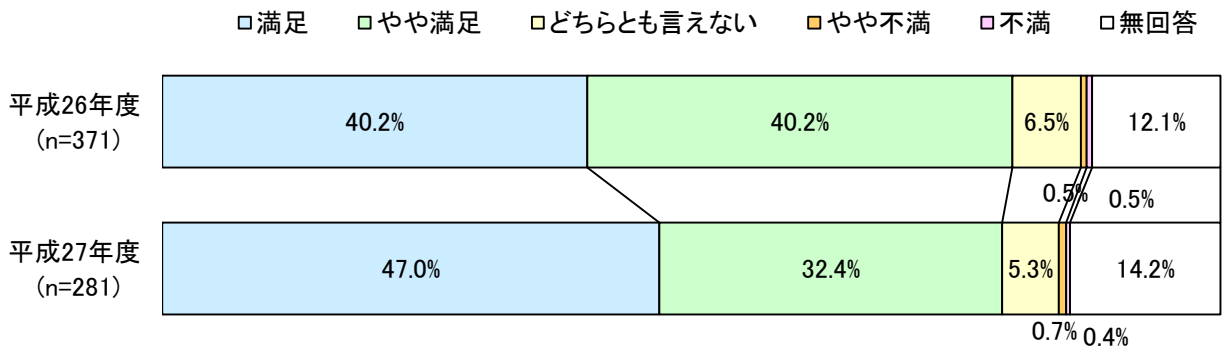 □満足 □やや満足 □どちらとも言えない □やや不満 □不満 □無回答
平成26年度
(n=371)
40.2% 40.2% 6.5% 12.1%
0.5% 0.5%
平成27年度
(n=281)
47.0% 32.4% 5.3% 14.2%
0.7% 0.4%